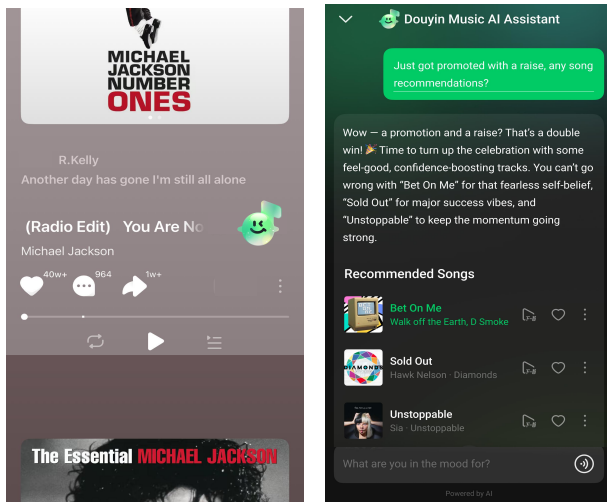 MICHAEL
JACKSON
NUMBER
ONES
R.Kelly
Another day has gone I'm still all alone
(Radio Edit) You Are No
Michael Jackson
40w+
964
1w+
The Essential MICHAEL JACKSON
Douyin Music AI Assistant
Just got promoted with a raise, any song
recommendations?
Wow — a promotion and a raise? That's a double
win! 🎉 Time to turn up the celebration with some
feel-good, confidence-boosting tracks. You can't go
wrong with “Bet On Me” for that fearless self-belief,
“Sold Out” for major success vibes, and
“Unstoppable” to keep the momentum going
strong.
Recommended Songs
Bet On Me
Walk off the Earth, D Smoke
DIAMONDS
Sold Out
Hawk Nelson · Diamonds
Unstoppable
Sia · Unstoppable
What are you in the mood for?
Powered by AI